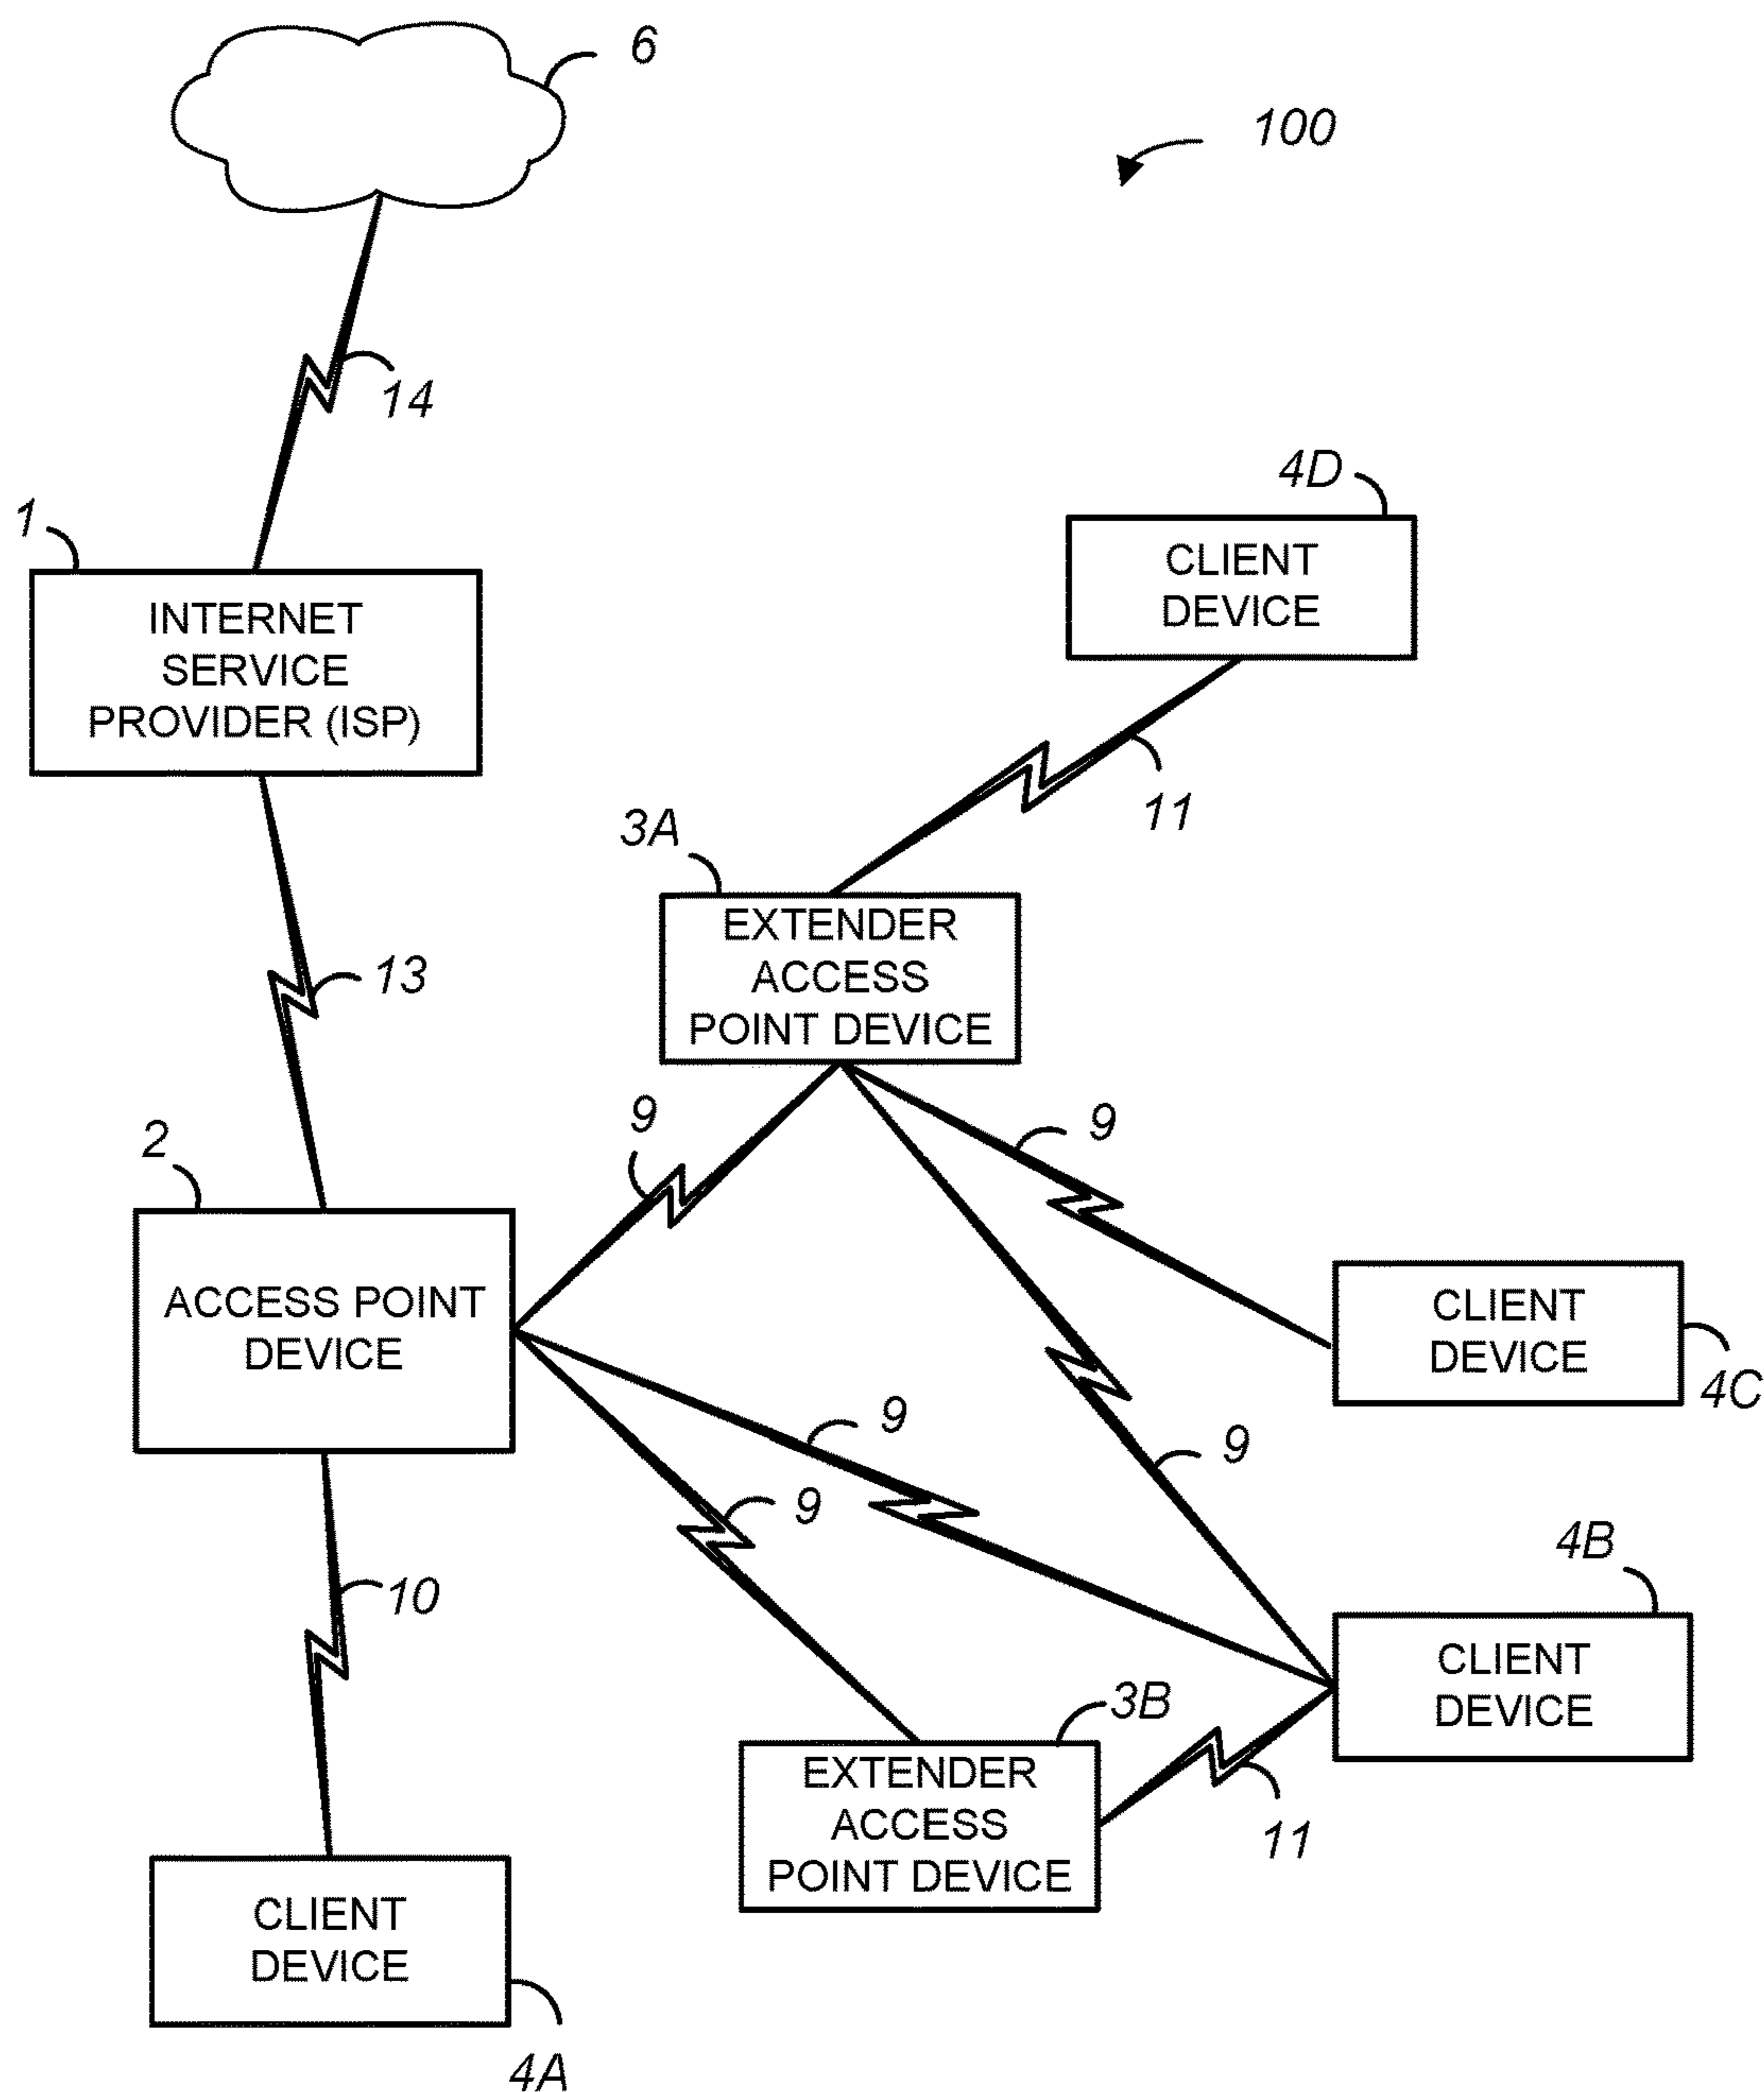 6
100
14
4D
1
CLIENT
DEVICE
INTERNET
SERVICE
PROVIDER (ISP)
11
3A
EXTENDER
ACCESS
POINT DEVICE
13
9
9
2
ACCESS POINT
DEVICE
CLIENT
DEVICE
4C
9
9
9
4B
10
CLIENT
DEVICE
3B
EXTENDER
ACCESS
POINT DEVICE
11
CLIENT
DEVICE
4A